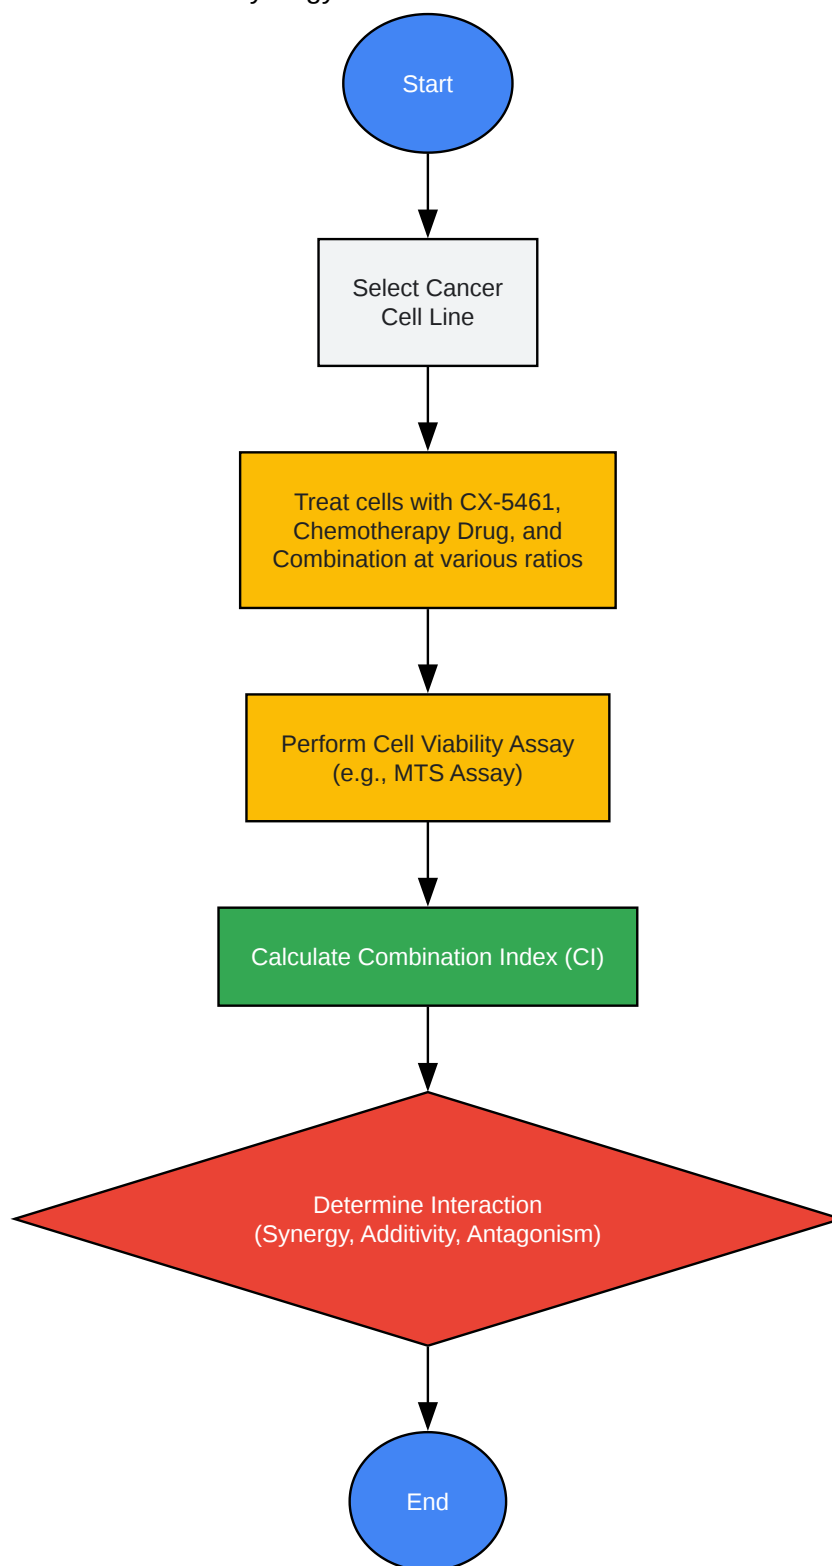 Start
Select Cancer
Cell Line
Treat cells with CX-5461,
Chemotherapy Drug, and
Combination at various ratios
Perform Cell Viability Assay
(e.g., MTS Assay)
Calculate Combination Index (CI)
Determine Interaction
(Synergy, Additivity, Antagonism)
End